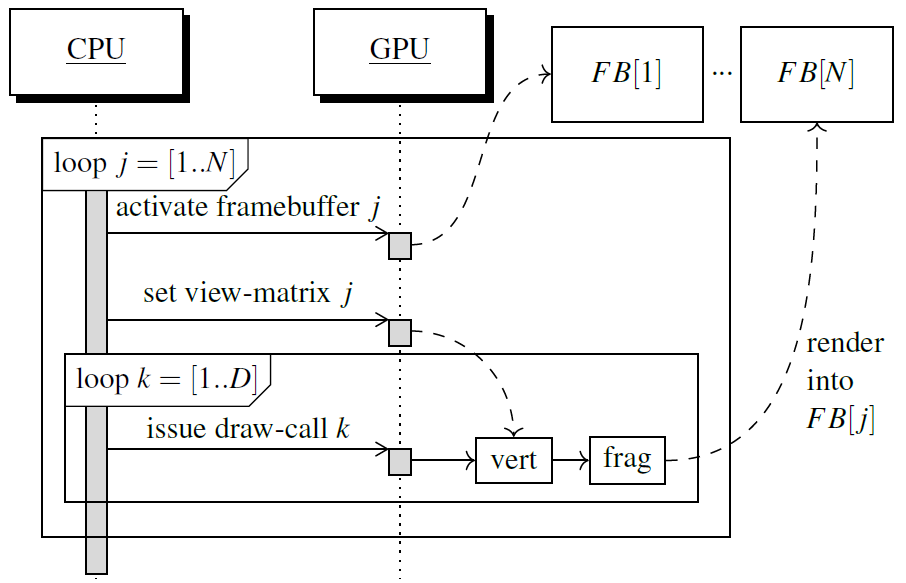 CPU
GPU
FB[1]
...
FB[N]
loop j = [1..N]
activate framebuffer j
set view-matrix j
loop k = [1..D]
issue draw-call k
vert
frag
render
into
FB[j]